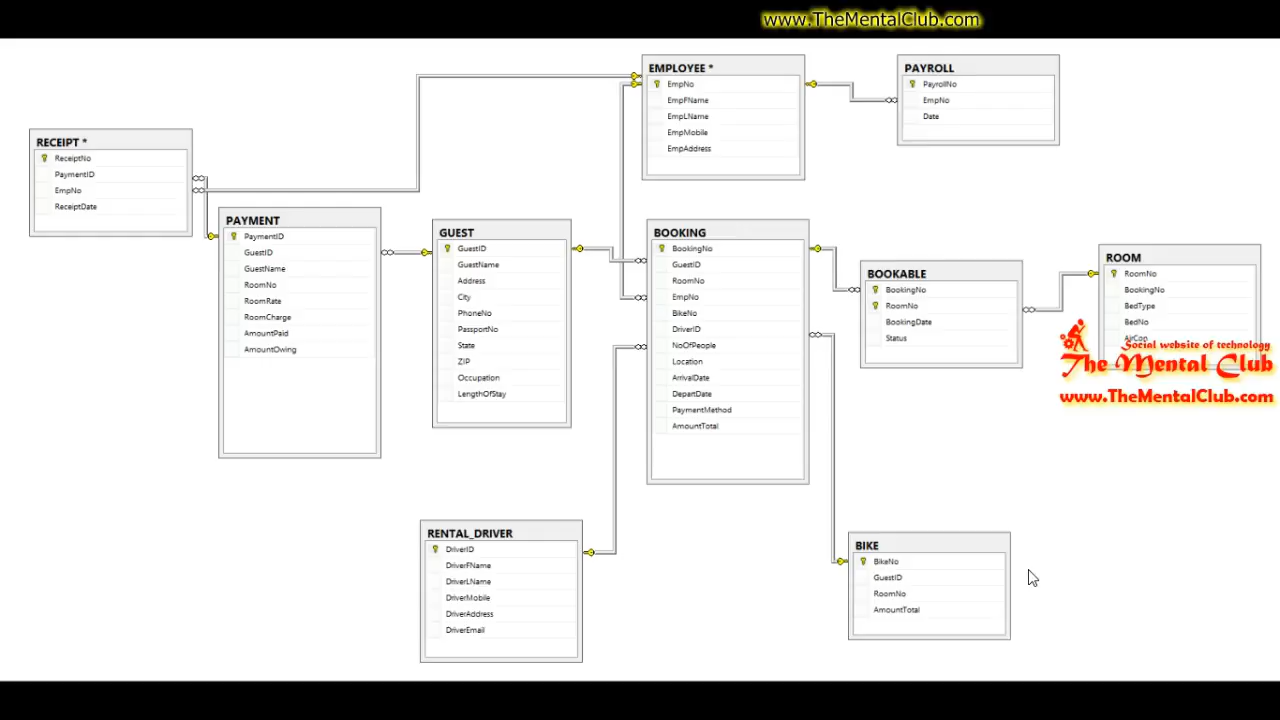 www.TheMentalClub.com
EMPLOYEE *
EmpNo
EmpFName
EmpLName
EmpMobile
EmpAddress
PAYROLL
PayrollNo
EmpNo
Date
RECEIPT *
ReceiptNo
PaymentID
EmpNo
ReceiptDate
PAYMENT
PaymentID
GuestID
GuestName
RoomNo
RoomRate
RoomCharge
AmountPaid
AmountOwing
GUEST
GuestID
GuestName
Address
City
PhoneNo
PassportNo
State
ZIP
Occupation
LengthOfStay
BOOKING
BookingNo
GuestID
RoomNo
EmpNo
BikeNo
DriverID
NoOfPeople
Location
ArrivalDate
DepartDate
PaymentMethod
AmountTotal
BOOKABLE
BookingNo
RoomNo
BookingDate
Status
ROOM
RoomNo
BookingNo
BedType
BedNo
AirCon
Social website of technology
The Mental Club
www.TheMentalClub.com
RENTAL_DRIVER
DriverID
DriverFName
DriverLName
DriverMobile
DriverAddress
DriverEmail
BIKE
BikeNo
GuestID
RoomNo
AmountTotal